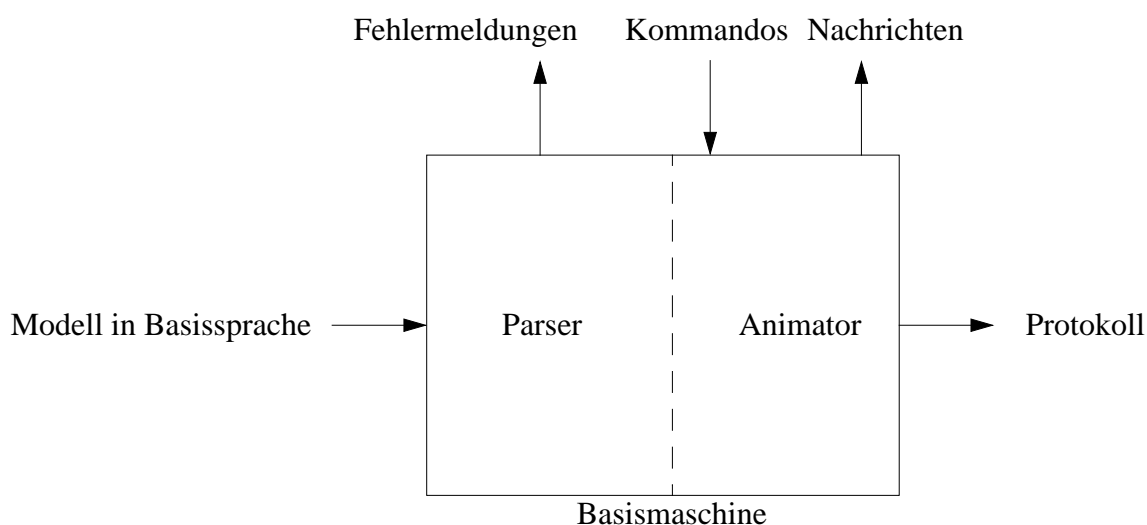 Fehlermeldungen Kommandos Nachrichten
Modell in Basissprache Parser Animator Protokoll
Basismaschine